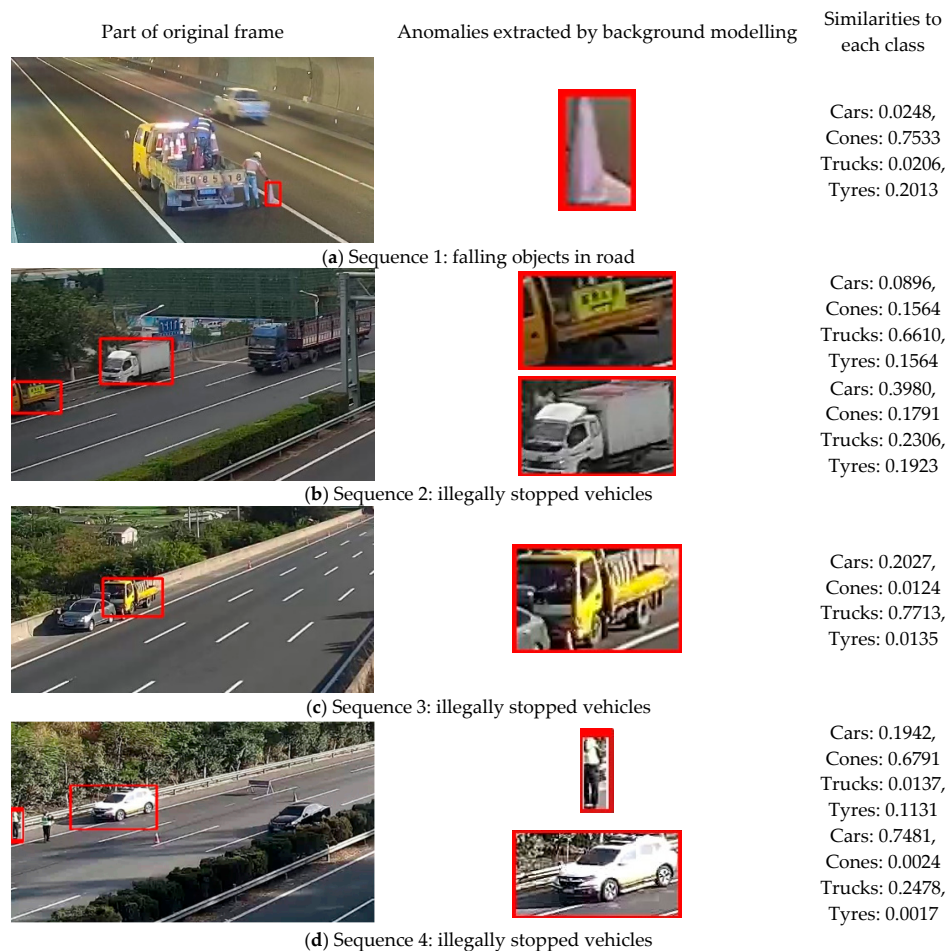 Part of original frame
Anomalies extracted by background modelling
Similarities to
each class
Cars: 0.0248,
Cones: 0.7533
Trucks: 0.0206,
Tyres: 0.2013
(a) Sequence 1: falling objects in road
Cars: 0.0896,
Cones: 0.1564
Trucks: 0.6610,
Tyres: 0.1564
Cars: 0.3980,
Cones: 0.1791
Trucks: 0.2306,
Tyres: 0.1923
(b) Sequence 2: illegally stopped vehicles
Cars: 0.2027,
Cones: 0.0124
Trucks: 0.7713,
Tyres: 0.0135
(c) Sequence 3: illegally stopped vehicles
Cars: 0.1942,
Cones: 0.6791
Trucks: 0.0137,
Tyres: 0.1131
Cars: 0.7481,
Cones: 0.0024
Trucks: 0.2478,
Tyres: 0.0017
(d) Sequence 4: illegally stopped vehicles